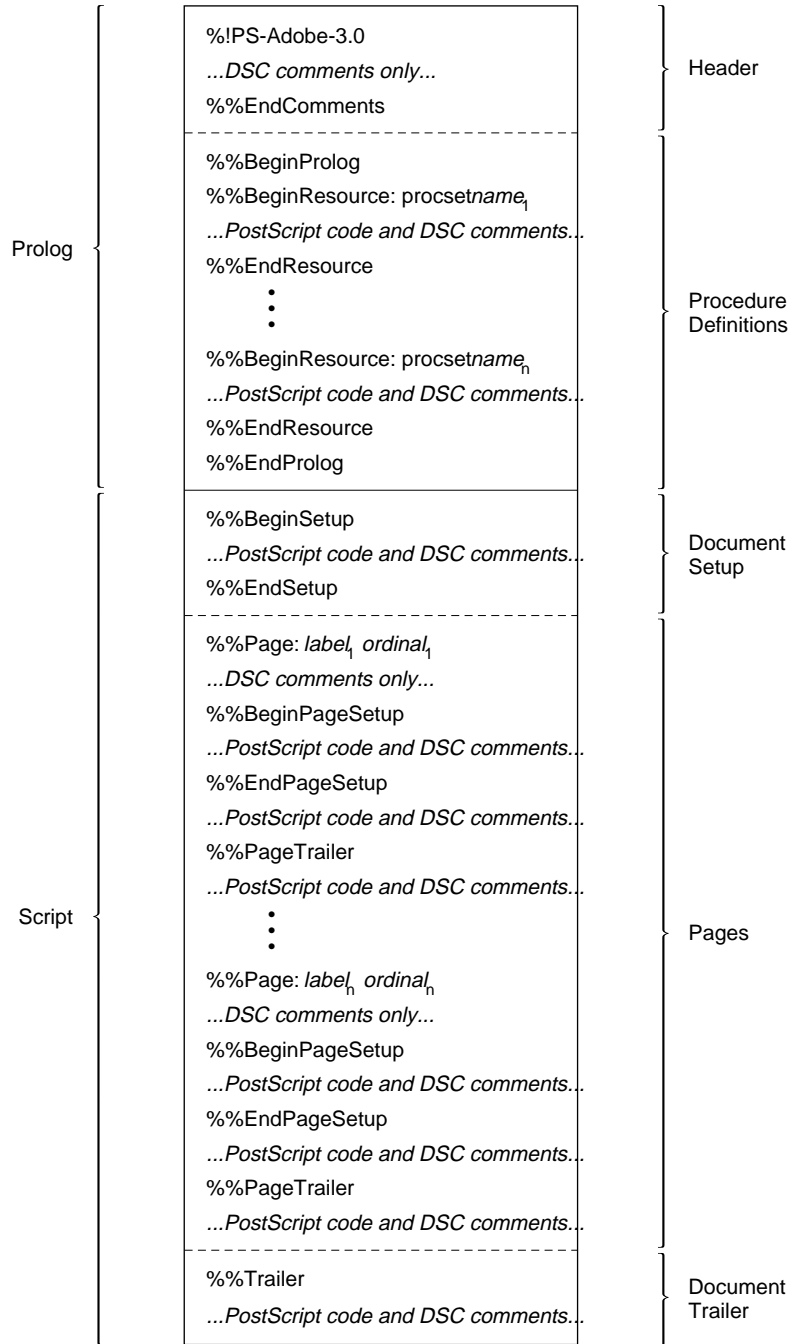 %!PS-Adobe-3.0
...DSC comments only...
%%EndComments
Header
%%BeginProlog
%%BeginResource: procsetname1
...PostScript code and DSC comments...
%%EndResource
%%BeginResource: procsetnamen
...PostScript code and DSC comments...
%%EndResource
%%EndProlog
Prolog
Procedure
Definitions
%%BeginSetup
...PostScript code and DSC comments...
%%EndSetup
Document
Setup
%%Page: label1 ordinal1
...DSC comments only...
%%BeginPageSetup
...PostScript code and DSC comments...
%%EndPageSetup
...PostScript code and DSC comments...
%%PageTrailer
...PostScript code and DSC comments...
%%Page: labeln ordinaln
...DSC comments only...
%%BeginPageSetup
...PostScript code and DSC comments...
%%EndPageSetup
...PostScript code and DSC comments...
%%PageTrailer
...PostScript code and DSC comments...
Script
Pages
%%Trailer
...PostScript code and DSC comments...
Document
Trailer